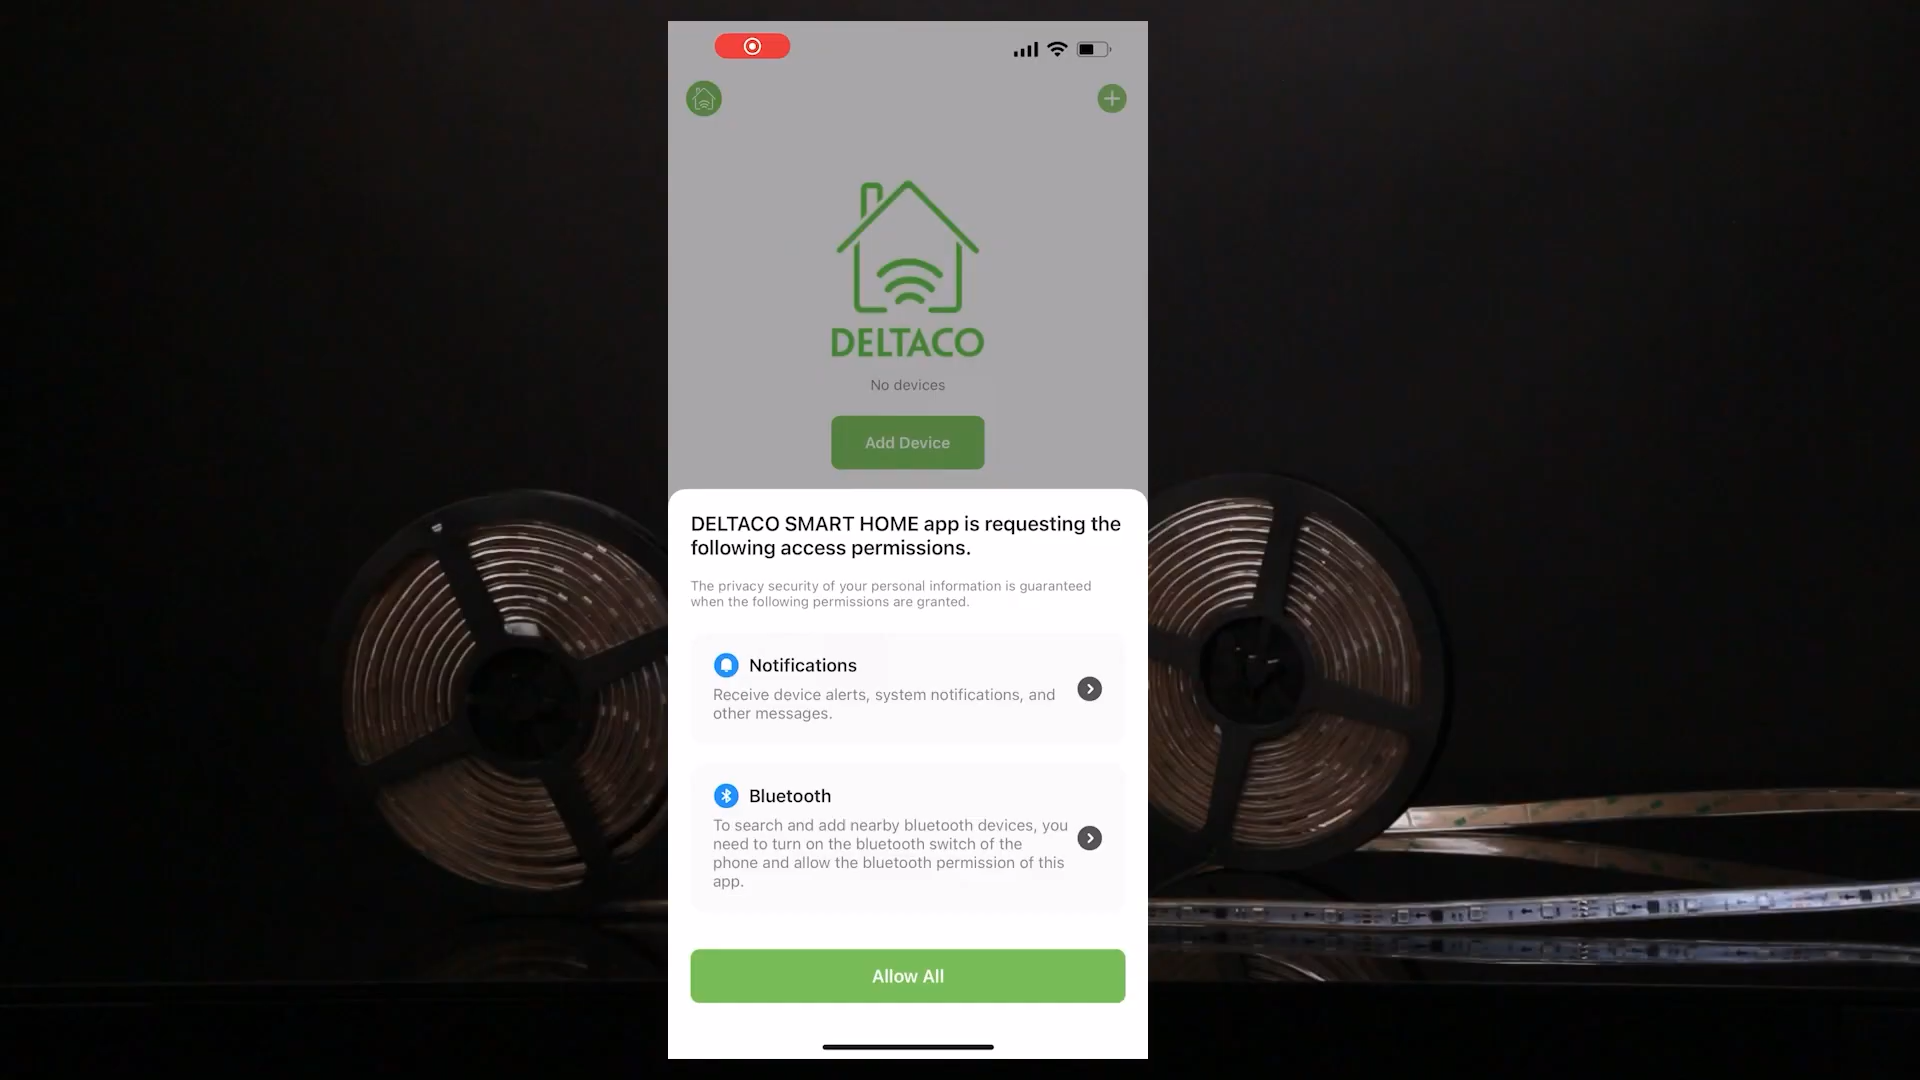 DELTACO
No devices
Add Device
DELTACO SMART HOME app is requesting the
following access permissions.
The privacy security of your personal information is guaranteed
when the following permissions are granted.
Notifications
Receive device alerts, system notifications, and
other messages.
Bluetooth
To search and add nearby bluetooth devices, you
need to turn on the bluetooth switch of the
phone and allow the bluetooth permission of this
app.
Allow All